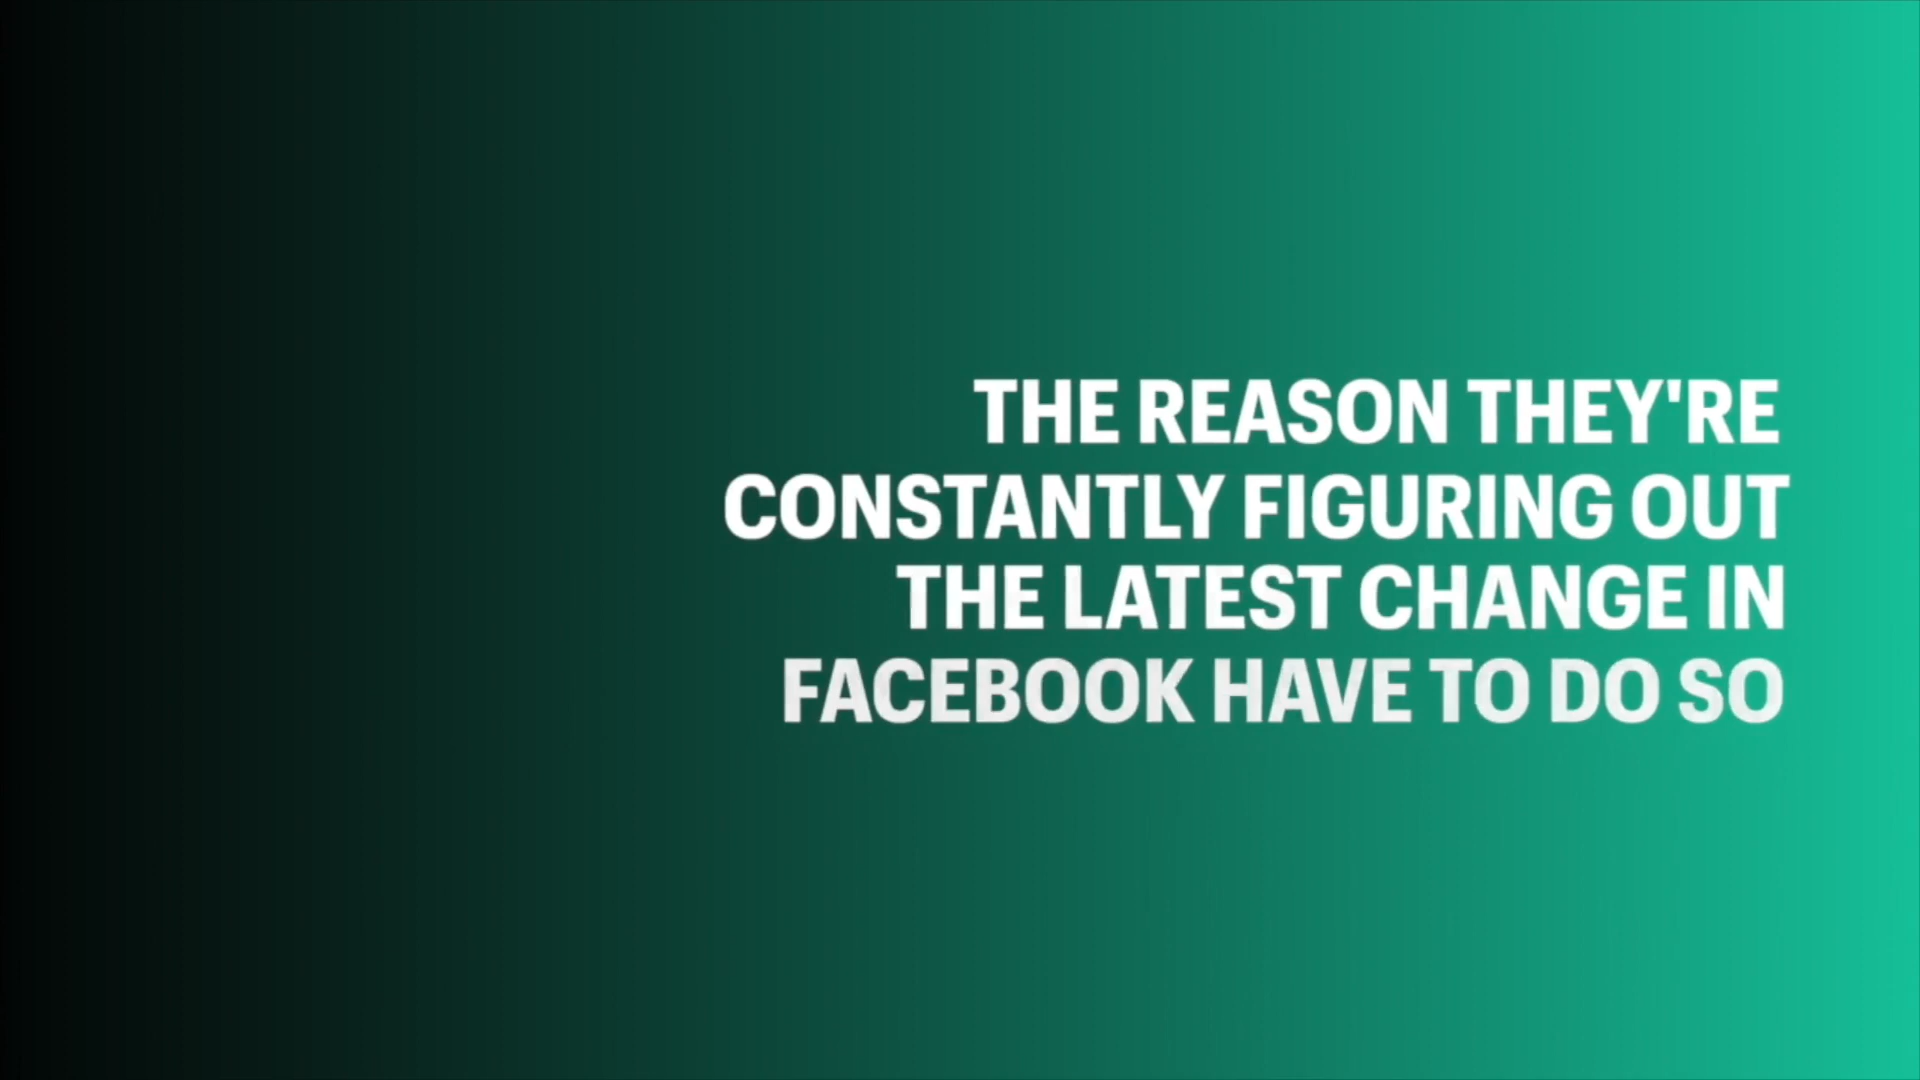 THE REASON THEY'RE
CONSTANTLY FIGURING OUT
THE LATEST CHANGE IN
FACEBOOK HAVE TO DO SO